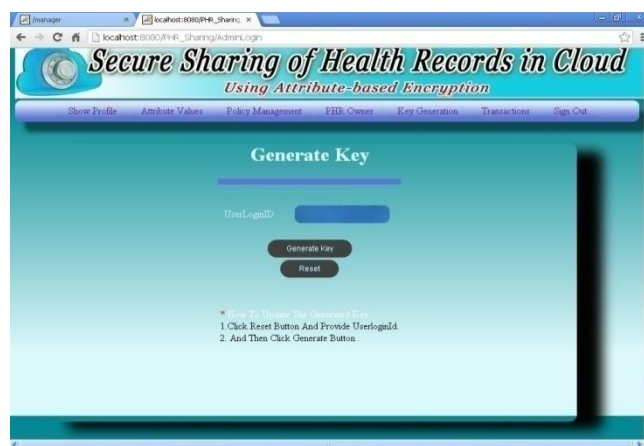 jmanager
localhost:8080/PHR_Sharing
localhost:8080/PHR_Sharing/AdminLogin
Secure Sharing of Health Records in Cloud
Using Attribute-based Encryption
Show Profile Attribute Values Policy Management PHR Owner Key Generation Transactions Sign Out
Generate Key
UserLoginID :
Generate Key
Reset
* How To Update The Generated Key
1.Click Reset Button And Provide UserloginId.
2. And Then Click Generate Button .